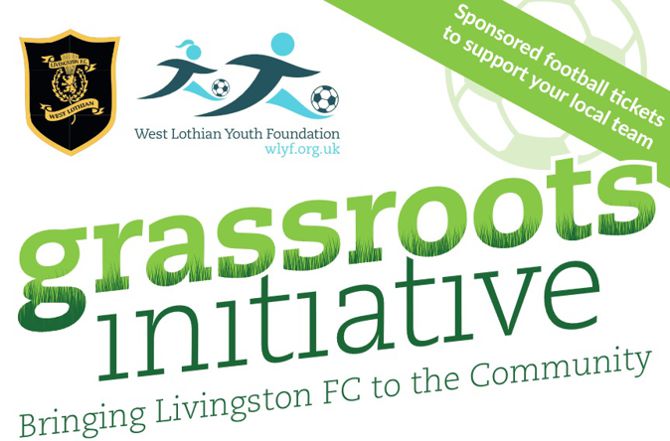 LIVINGSTON F.C.
WEST LOTHIAN
West Lothian Youth Foundation
wlyf.org.uk
Sponsored football tickets
to support your
local team
grassroots
initiative
Bringing Livingston FC to the Community